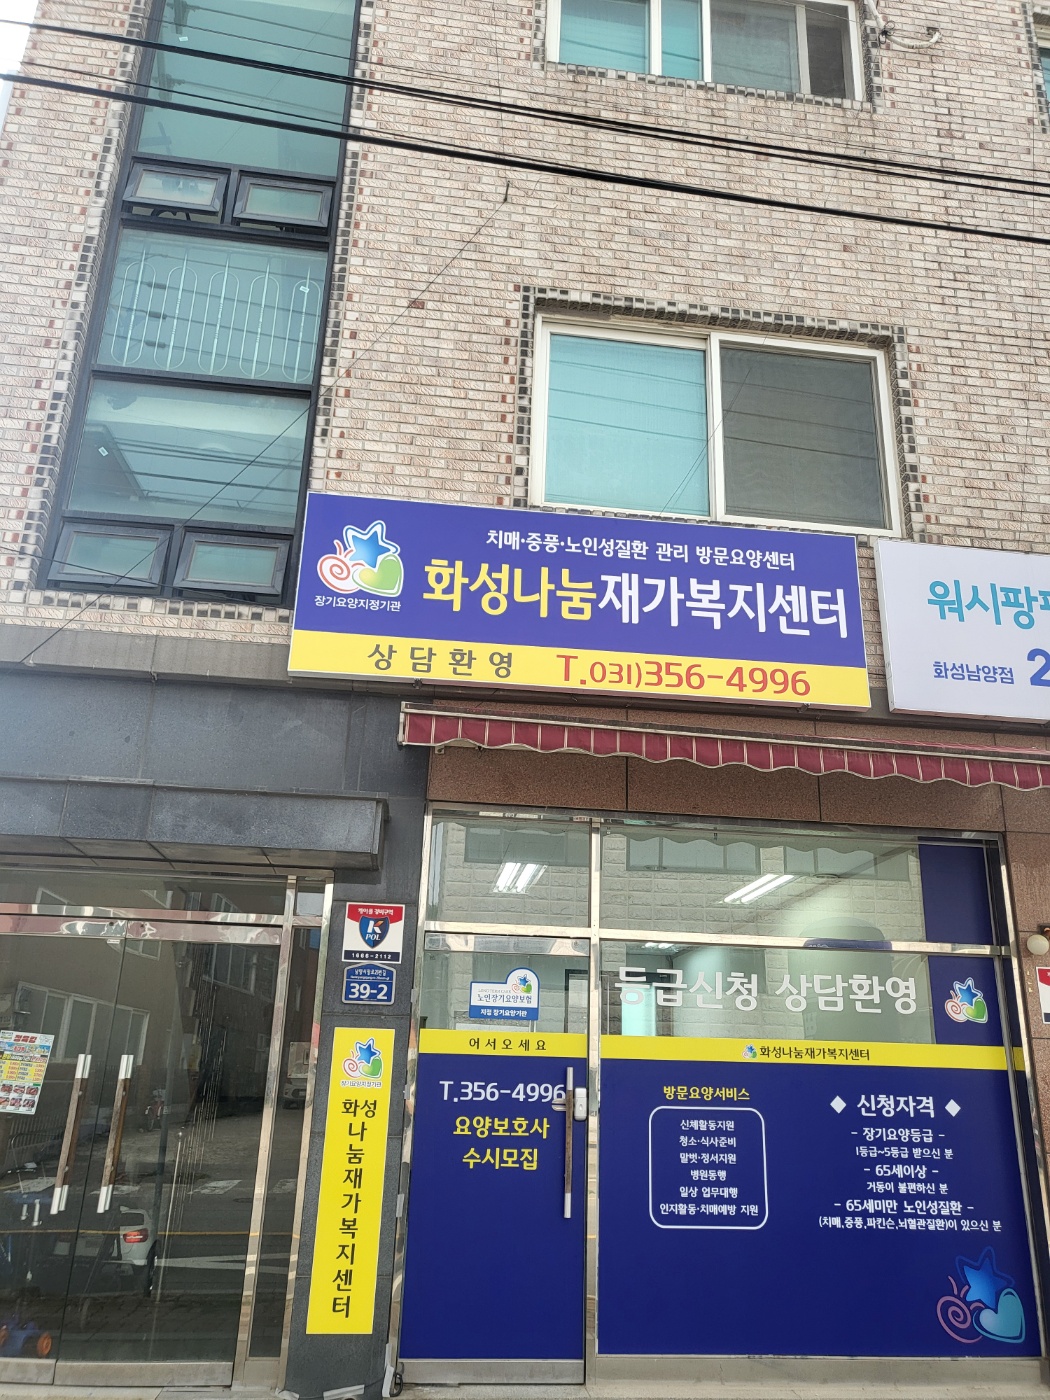 치매·중풍·노인성질환 관리 방문요양센터
화성나눔재가복지센터
장기요양지정기관
상담환영 T.031)356-4996
워시팡
화성남양점 2
K
POL
1666-2112
39-2
장기요양지정기관
화성나눔재가복지센터
노인장기요양보험
지정 장기요양기관
어서오세요
T.356-4996
요양보호사
수시모집
등급신청 상담환영
화성나눔재가복지센터
방문요양서비스
신체활동지원
청소·식사준비
말벗·정서지원
병원동행
일상 업무대행
인지활동·치매예방 지원
◆ 신청자격 ◆
- 장기요양등급 -
1등급~5등급 받으신 분
- 65세이상 -
거동이 불편하신 분
- 65세미만 노인성질환 -
(치매,중풍,파킨슨,뇌혈관질환)이 있으신 분